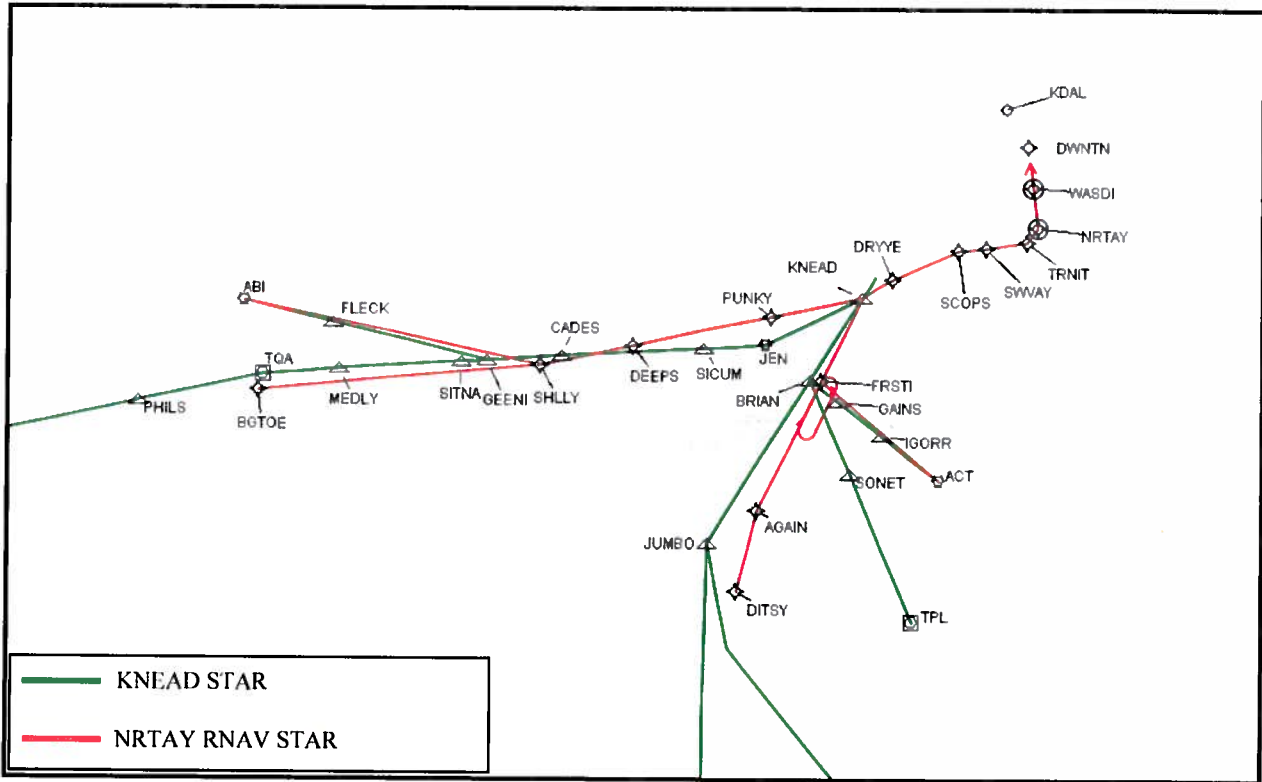 KDAL
DWNTN
WASDI
NRTAY
DRYYE
KNEAD
TRNIT
SWVAY
SCOPS
ABI
PUNKY
FLECK
CADES
TQA
JEN
DEEPS
SICUM
MEDLY
SITNA
GEENI
SHLLY
PHILS
BGTOE
FRSTI
BRIAN
GAINS
IGORR
SONET
ACT
AGAIN
JUMBO
DITSY
TPL
KNEAD STAR
NRTAY RNAV STAR